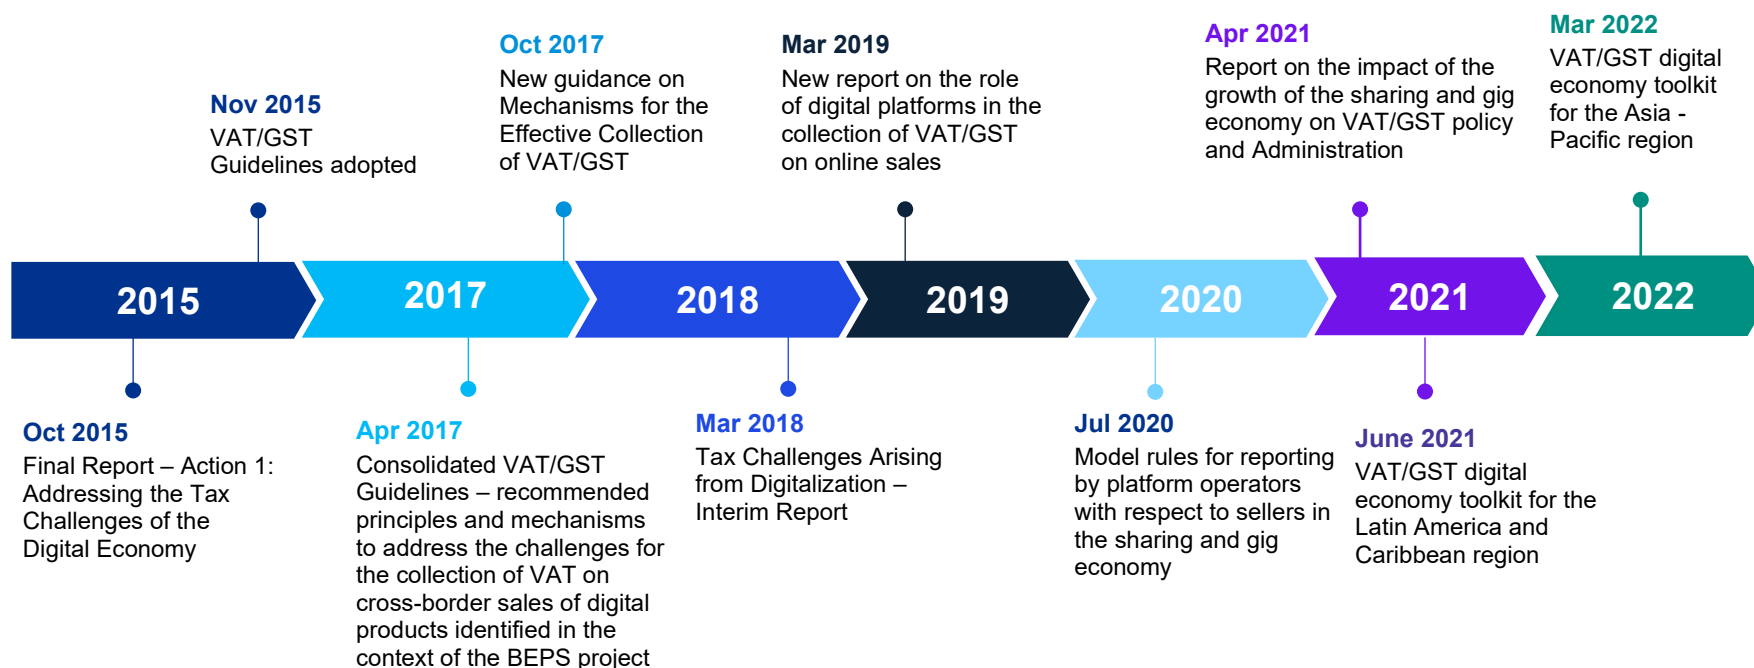 Oct 2017
New guidance on
Mechanisms for the
Effective Collection
of VAT/GST
Mar 2019
New report on the role
of digital platforms in the
collection of VAT/GST
on online sales
Apr 2021
Report on the impact of the
growth of the sharing and gig
economy on VAT/GST policy
and Administration
Mar 2022
VAT/GST digital
economy toolkit
for the Asia -
Pacific region
Nov 2015
VAT/GST
Guidelines adopted
2015
2017
2018
2019
2020
2021
2022
Oct 2015
Final Report – Action 1:
Addressing the Tax
Challenges of the
Digital Economy
Apr 2017
Consolidated VAT/GST
Guidelines – recommended
principles and mechanisms
to address the challenges for
the collection of VAT on
cross-border sales of digital
products identified in the
context of the BEPS project
Mar 2018
Tax Challenges Arising
from Digitalization –
Interim Report
Jul 2020
Model rules for reporting
by platform operators
with respect to sellers in
the sharing and gig
economy
June 2021
VAT/GST digital
economy toolkit for the
Latin America and
Caribbean region